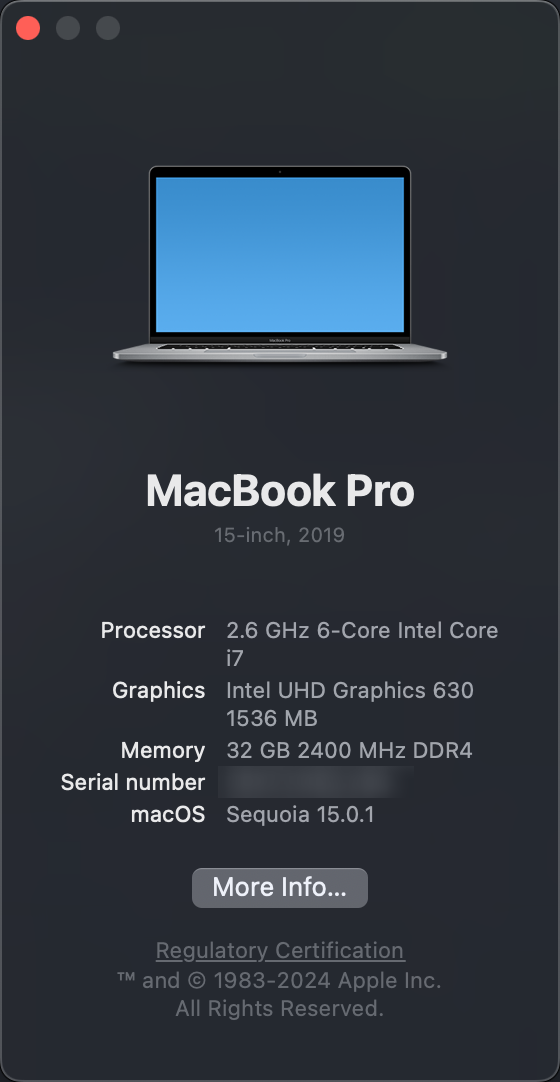 MacBook Pro
MacBook Pro
15-inch, 2019
Processor 2.6 GHz 6-Core Intel Core
i7
Graphics Intel UHD Graphics 630
1536 MB
Memory 32 GB 2400 MHz DDR4
Serial number
macOS Sequoia 15.0.1
More Info...
Regulatory Certification
™ and © 1983-2024 Apple Inc.
All Rights Reserved.